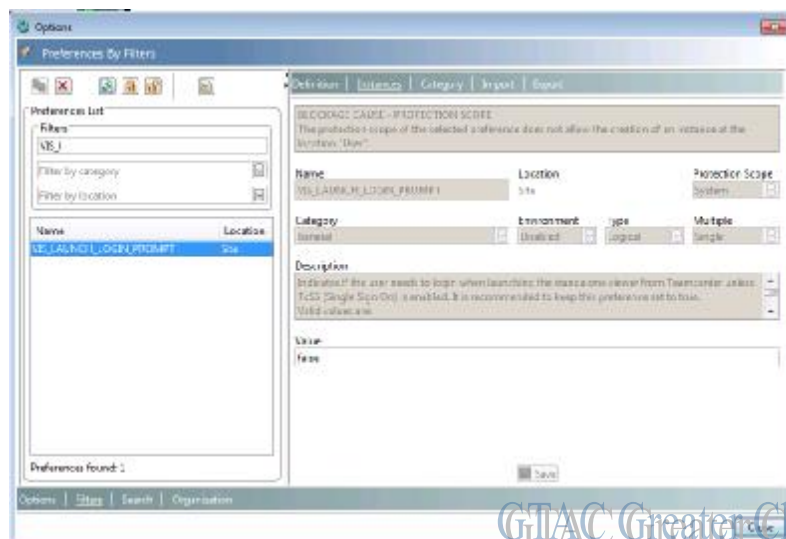 Options
Preferences By Filters
Definition | Instances | Category | Import | Export
Preferences List
Filters
VIS_l
Filter by category
Filter by location
Name Location
VIS_LAUNCH_LOGIN_PROMPT Site
Preferences found: 1
BLOCKAGE CAUSE - PROTECTION SCOPE
The protection scope of the selected preference does not allow the creation of an instance at the
location "User".
Name Location Protection Scope
VIS_LAUNCH_LOGIN_PROMPT Site System
Category Environment Type Multiple
General Disabled Logical Single
Description
Indicates if the user needs to login when launching the standalone viewer from Teamcenter unless
TcSS (Single Sign On) is enabled. It is recommended to keep this preference set to true.
Valid values are
Value
false
Save
Options | Filters | Search | Organization
GTAC Greater C
Close